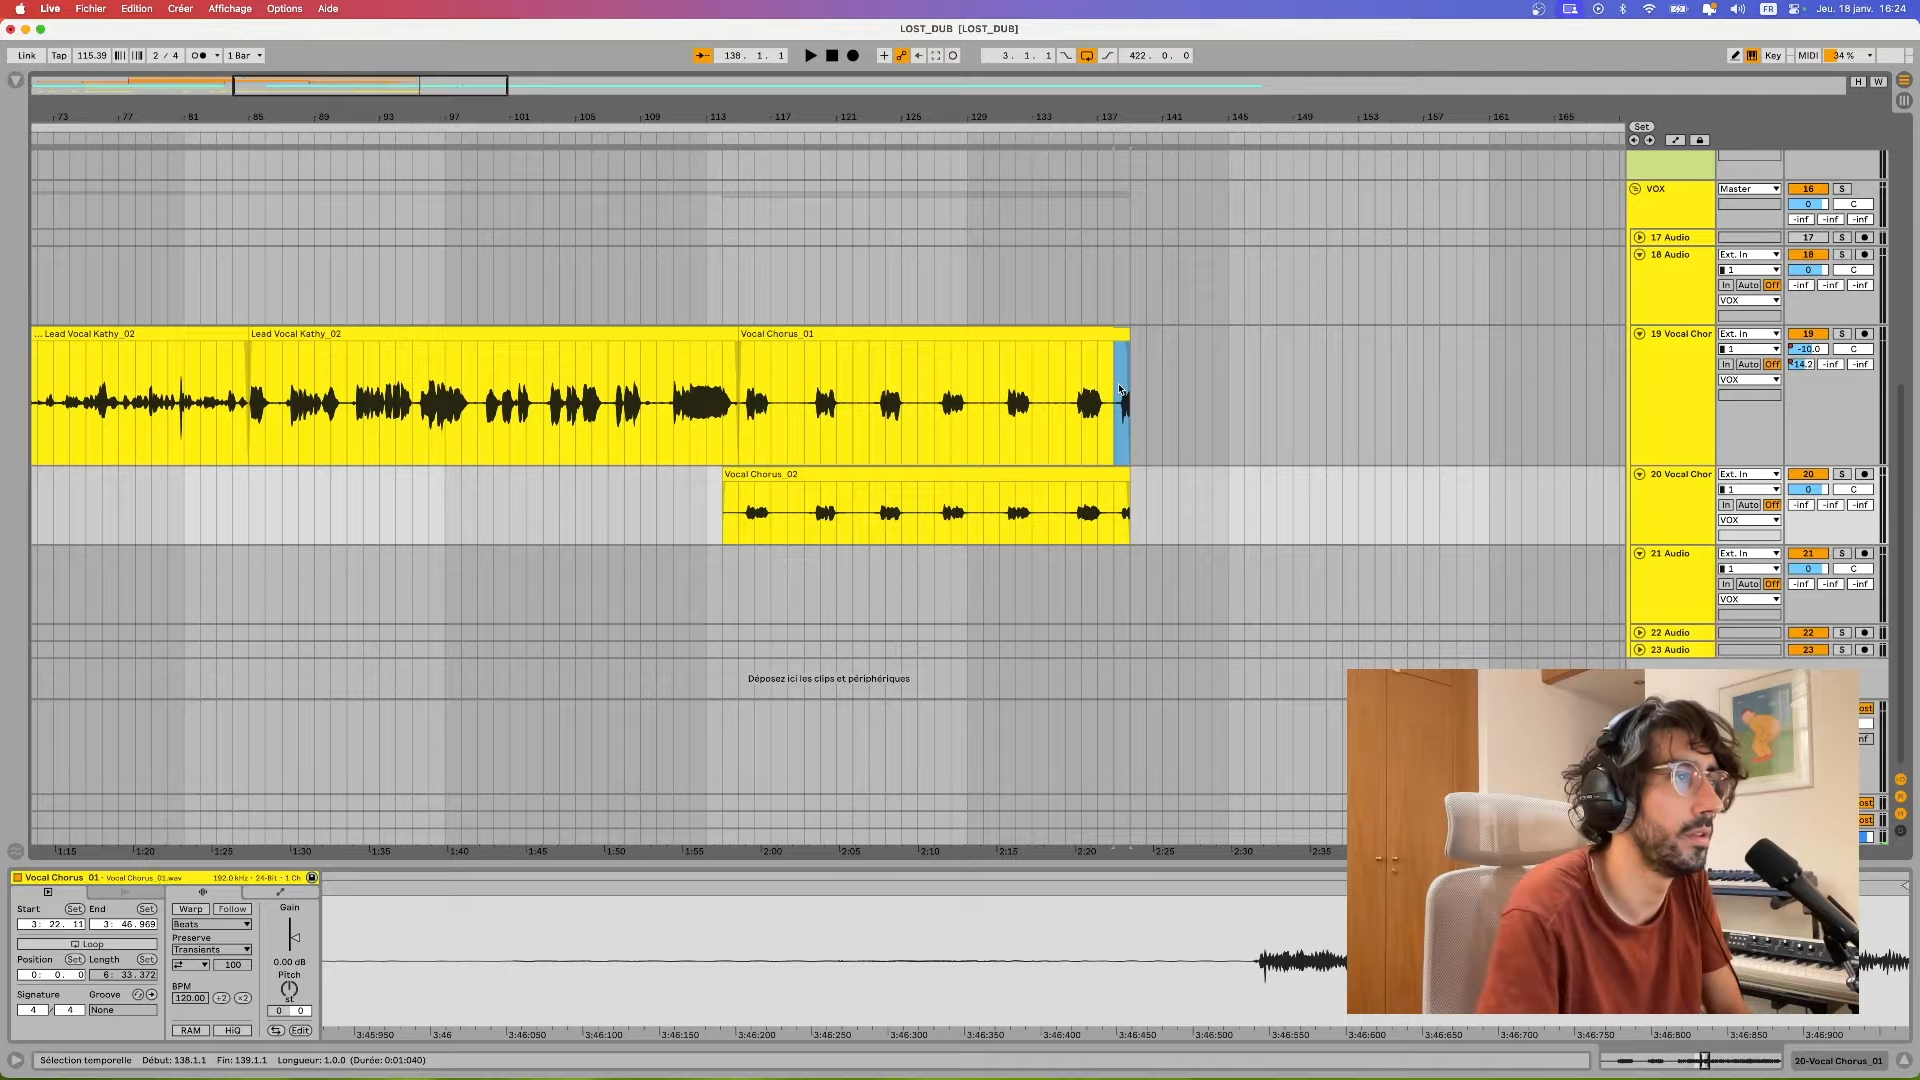 Live Fichier Edition Créer Affichage Options Aide FR Jeu. 18 janv. 16:24
LOST_DUB [LOST_DUB]
Link Tap 115.39 2 / 4 1 Bar 138. 1. 1 3. 1. 1 422. 0. 0 Key MIDI 34 %
H W
73 77 81 85 89 93 97 101 105 109 113 117 121 125 129 133 137 141 145 149 153 157 161 165
Set
VOX Master 16 S
0 C
-inf -inf -inf
17 Audio 17 S
18 Audio Ext. In 18 S
1 0 C
In Auto Off -inf -inf -inf
VOX
... Lead Vocal Kathy_02 Lead Vocal Kathy_02 Vocal Chorus_01 19 Vocal Chor Ext. In 19 S
1 -10.0 C
In Auto Off -14.2 -inf -inf
VOX
Vocal Chorus_02 20 Vocal Chor Ext. In 20 S
1 0 C
In Auto Off -inf -inf -inf
VOX
21 Audio Ext. In 21 S
1 0 C
In Auto Off -inf -inf -inf
VOX
22 Audio 22 S
23 Audio 23 S
Déposez ici les clips et périphériques
1:15 1:20 1:25 1:30 1:35 1:40 1:45 1:50 1:55 2:00 2:05 2:10 2:15 2:20 2:25 2:30 2:35
Vocal Chorus 01 · Vocal Chorus_01.wav 192.0 kHz · 24-Bit · 1 Ch
Start Set End Set Warp Follow Gain
3: 22. 11 3: 46.969 Beats
Loop Preserve
Transients
Position Set Length Set 100 0.00 dB
0: 0. 0 6: 33.372 Pitch
BPM st
Signature Groove 120.00 ÷2 ×2
4 / 4 None 0 0
RAM HiQ Edit
3:45:950 3:46 3:46:050 3:46:100 3:46:150 3:46:200 3:46:250 3:46:300 3:46:350 3:46:400 3:46:450 3:46:500 3:46:550 3:46:600 3:46:650 3:46:700 3:46:750 3:46:800 3:46:850 3:46:900
Sélection temporelle Début: 138.1.1 Fin: 139.1.1 Longueur: 1.0.0 (Durée: 0:01:040) 20-Vocal Chorus_01